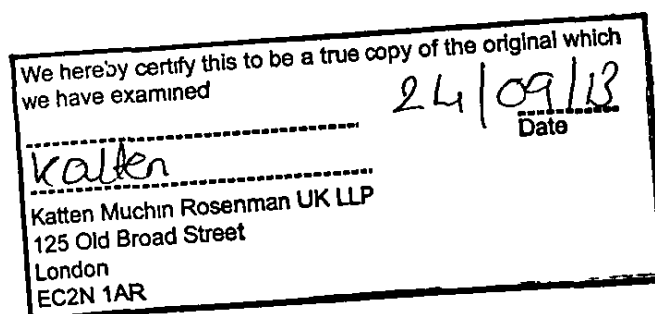 We hereby certify this to be a true copy of the original which
we have examined
24/09/13
Date
Katten
Katten Muchin Rosenman UK LLP
125 Old Broad Street
London
EC2N 1AR